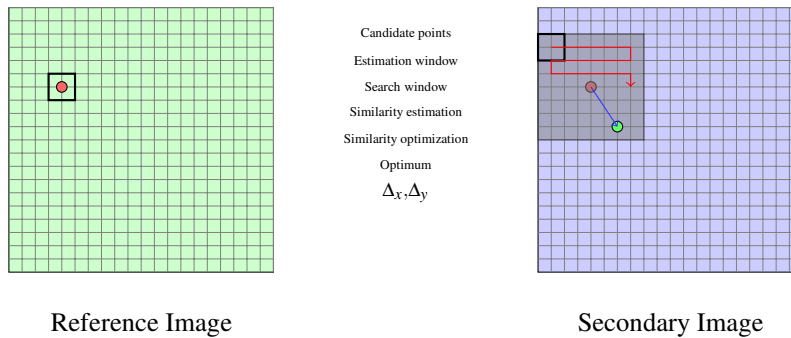 Candidate points
Estimation window
Search window
Similarity estimation
Similarity optimization
Optimum
Δx,Δy
Reference Image
Secondary Image